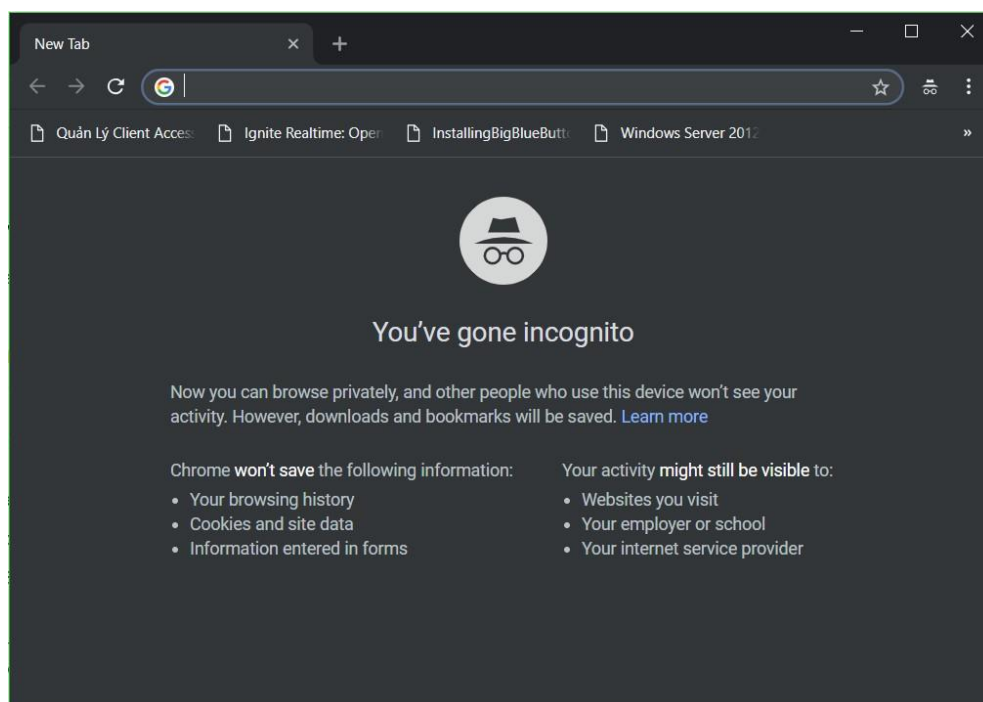 New Tab
Quản Lý Client Acces
Ignite Realtime: Open
InstallingBigBlueButt
Windows Server 2012
You've gone incognito
Now you can browse privately, and other people who use this device won't see your
activity. However, downloads and bookmarks will be saved. Learn more
Chrome won't save the following information:
• Your browsing history
• Cookies and site data
• Information entered in forms
Your activity might still be visible to:
• Websites you visit
• Your employer or school
• Your internet service provider